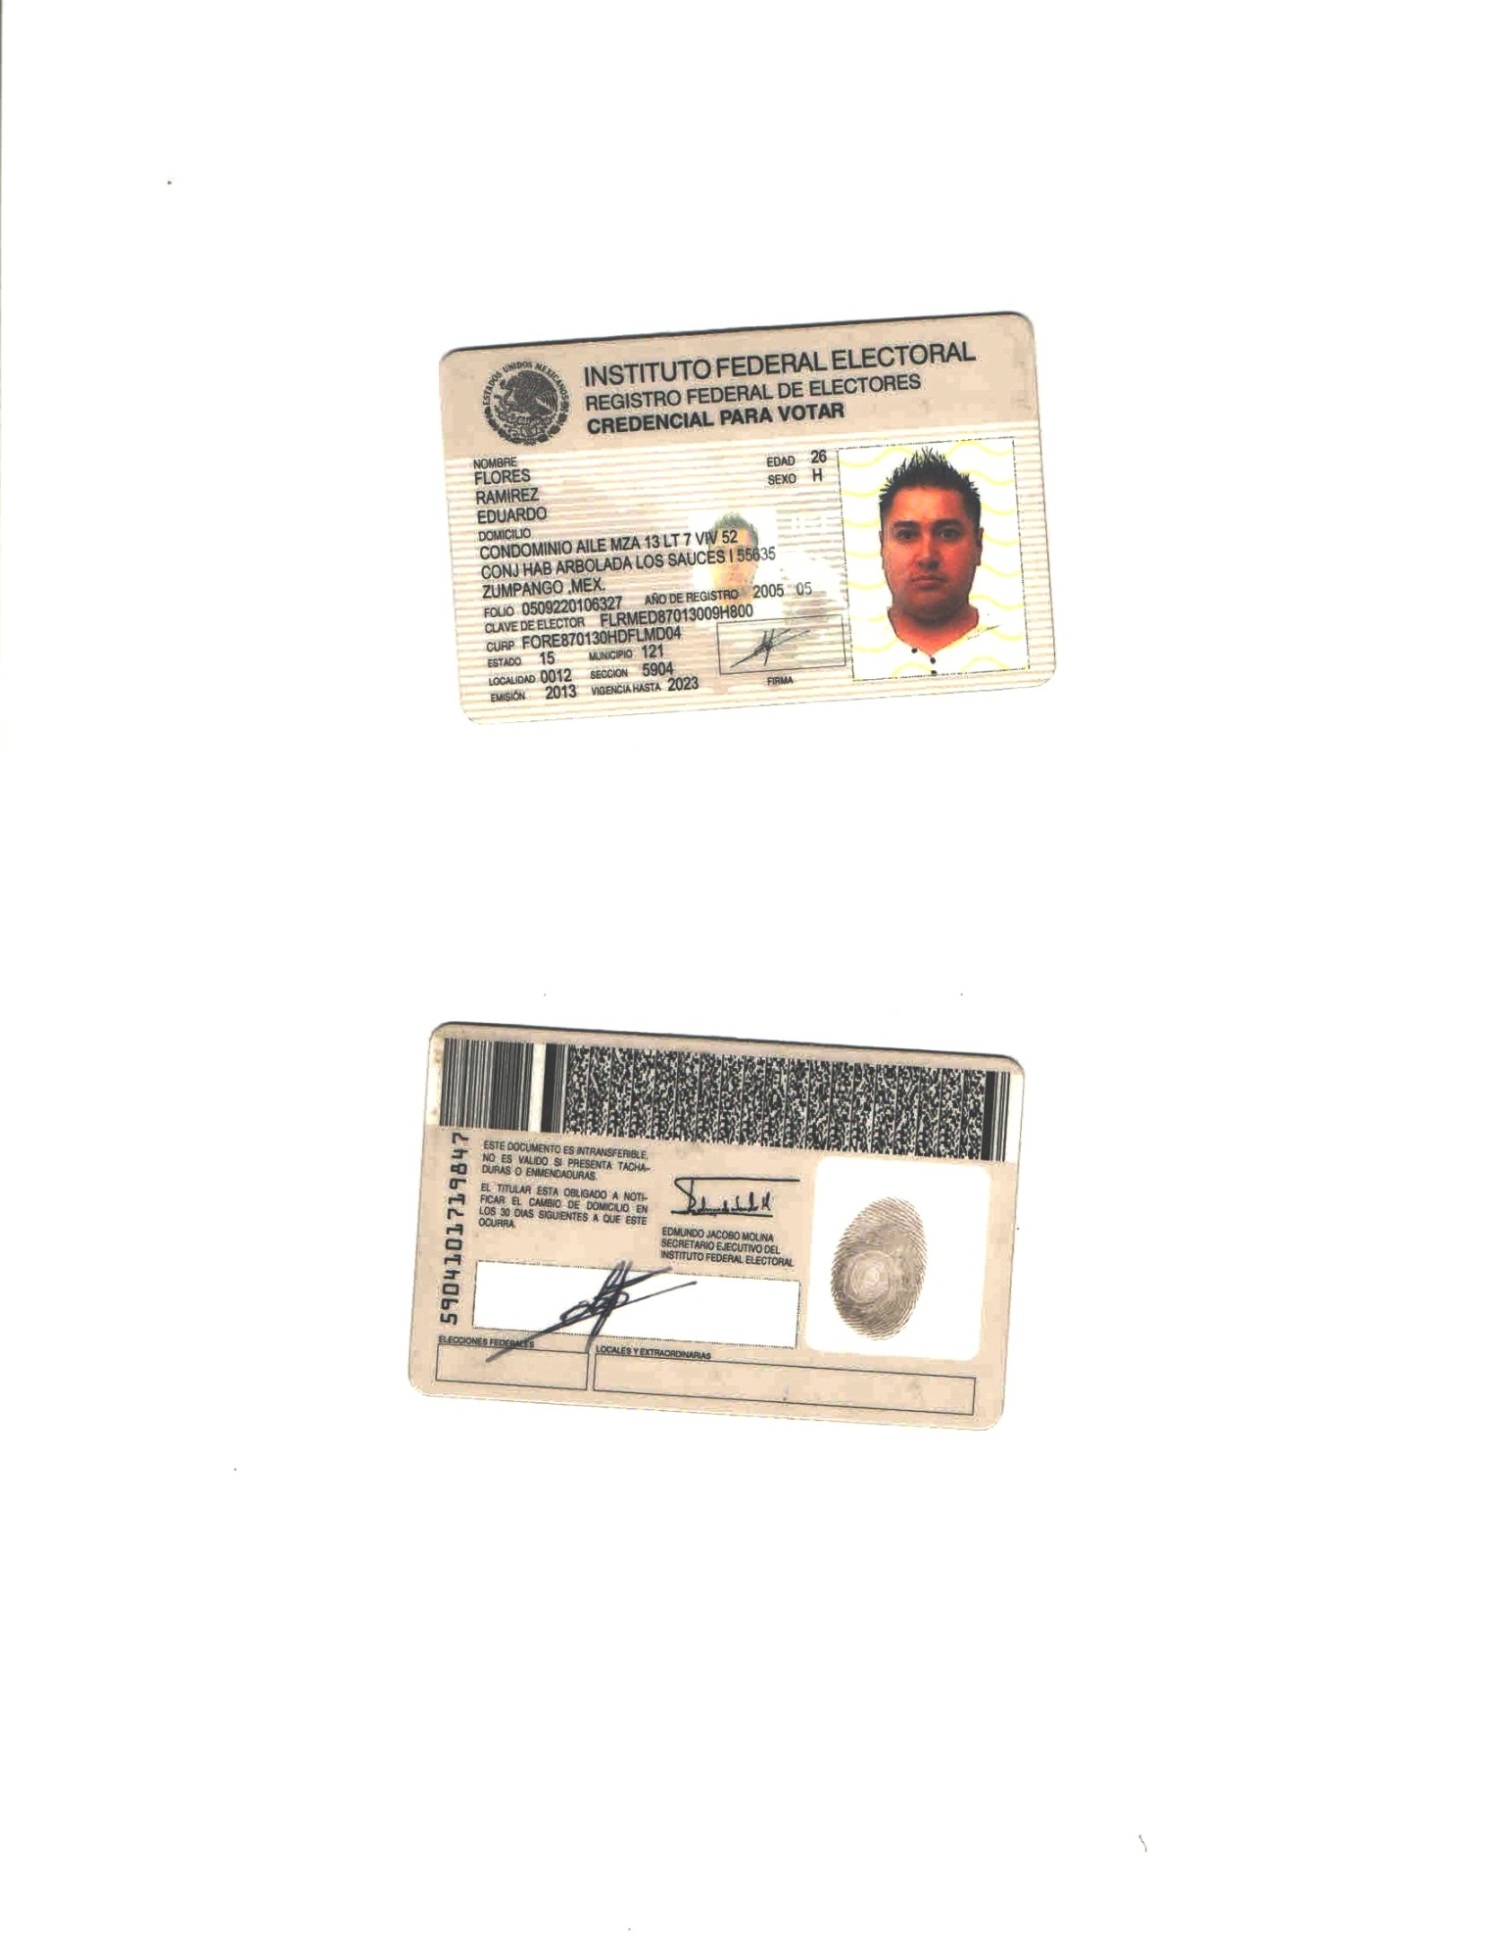 ESTADOS UNIDOS MEXICANOS
INSTITUTO FEDERAL ELECTORAL
REGISTRO FEDERAL DE ELECTORES
CREDENCIAL PARA VOTAR
NOMBRE
FLORES
RAMIREZ
EDUARDO
EDAD 26
SEXO H
DOMICILIO
CONDOMINIO AILE MZA 13 LT 7 VIV 52
CONJ HAB ARBOLADA LOS SAUCES I 55635
ZUMPANGO ,MEX.
FOLIO 0509220106327 AÑO DE REGISTRO 2005 05
CLAVE DE ELECTOR FLRMED87013009H800
CURP FORE870130HDFLMD04
ESTADO 15 MUNICIPIO 121
LOCALIDAD 0012 SECCION 5904
EMISIÓN 2013 VIGENCIA HASTA 2023
FIRMA
5904101719847
ESTE DOCUMENTO ES INTRANSFERIBLE,
NO ES VALIDO SI PRESENTA TACHA-
DURAS O ENMENDADURAS.
EL TITULAR ESTA OBLIGADO A NOTI-
FICAR EL CAMBIO DE DOMICILIO EN
LOS 30 DIAS SIGUIENTES A QUE ESTE
OCURRA.
EDMUNDO JACOBO MOLINA
SECRETARIO EJECUTIVO DEL
INSTITUTO FEDERAL ELECTORAL
ELECCIONES FEDERALES
LOCALES Y EXTRAORDINARIAS